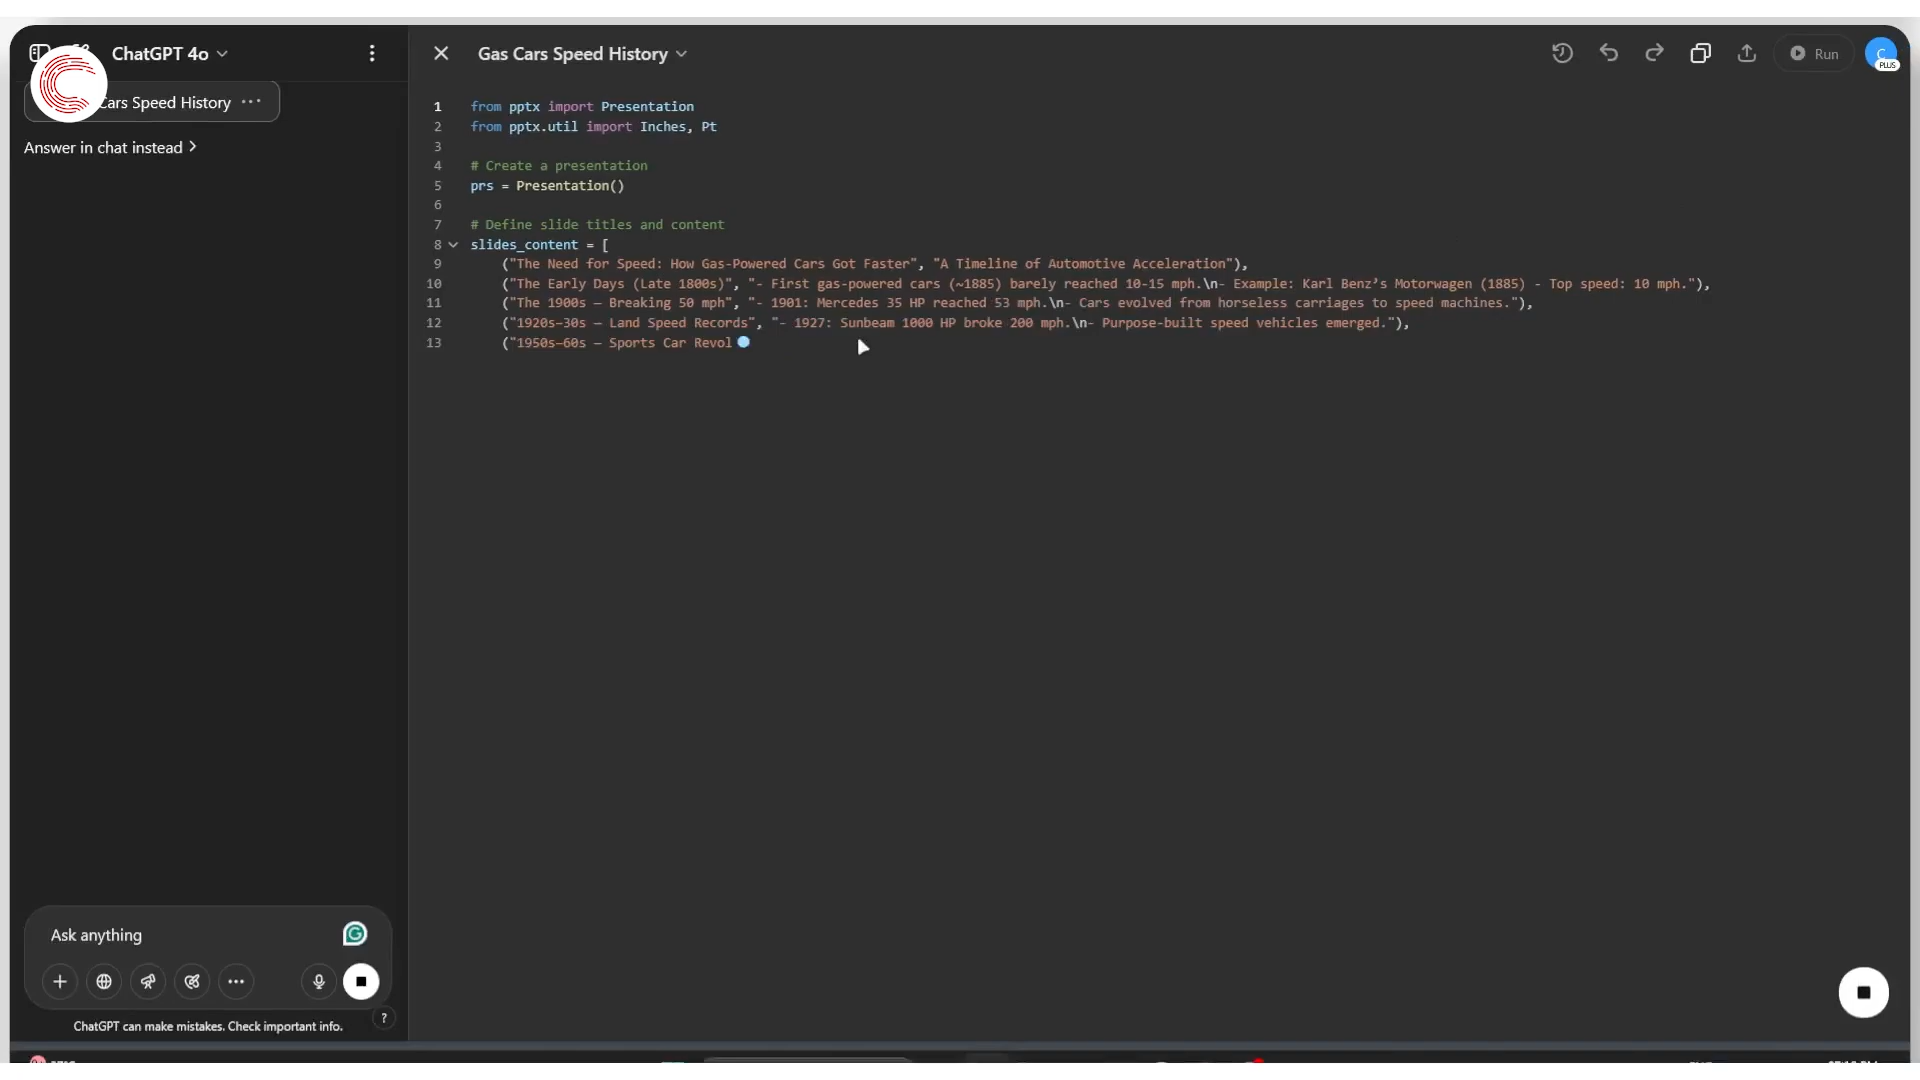 ChatGPT 4o
Cars Speed History ···
Answer in chat instead >
Gas Cars Speed History
Run
C
PLUS
1 from pptx import Presentation
2 from pptx.util import Inches, Pt
3
4 # Create a presentation
5 prs = Presentation()
6
7 # Define slide titles and content
8 slides_content = [
9 ("The Need for Speed: How Gas-Powered Cars Got Faster", "A Timeline of Automotive Acceleration"),
10 ("The Early Days (Late 1800s)", "- First gas-powered cars (~1885) barely reached 10-15 mph.\n- Example: Karl Benz’s Motorwagen (1885) - Top speed: 10 mph."),
11 ("The 1900s – Breaking 50 mph", "- 1901: Mercedes 35 HP reached 53 mph.\n- Cars evolved from horseless carriages to speed machines."),
12 ("1920s–30s – Land Speed Records", "- 1927: Sunbeam 1000 HP broke 200 mph.\n- Purpose-built speed vehicles emerged."),
13 ("1950s–60s – Sports Car Revol
Ask anything
ChatGPT can make mistakes. Check important info.
?